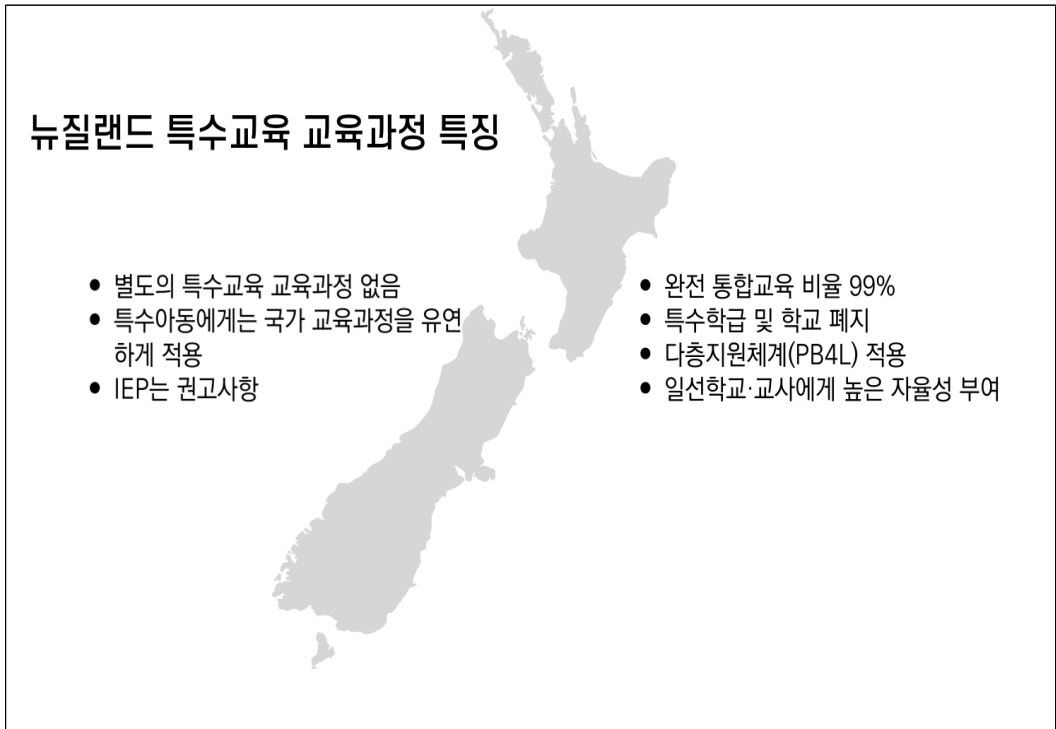 뉴질랜드 특수교육 교육과정 특징
● 별도의 특수교육 교육과정 없음
● 특수아동에게는 국가 교육과정을 유연
하게 적용
● IEP는 권고사항
● 완전 통합교육 비율 99%
● 특수학급 및 학교 폐지
● 다층지원체계(PB4L) 적용
● 일선학교·교사에게 높은 자율성 부여